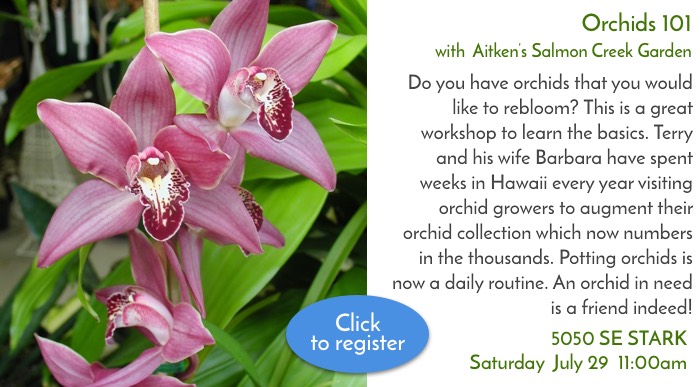 Orchids 101
with Aitken's Salmon Creek Garden
Do you have orchids that you would
like to rebloom? This is a great
workshop to learn the basics. Terry
and his wife Barbara have spent
weeks in Hawaii every year visiting
orchid growers to augment their
orchid collection which now numbers
in the thousands. Potting orchids is
now a daily routine. An orchid in need
is a friend indeed!
5050 SE STARK
Saturday July 29 11:00am
Click
to register